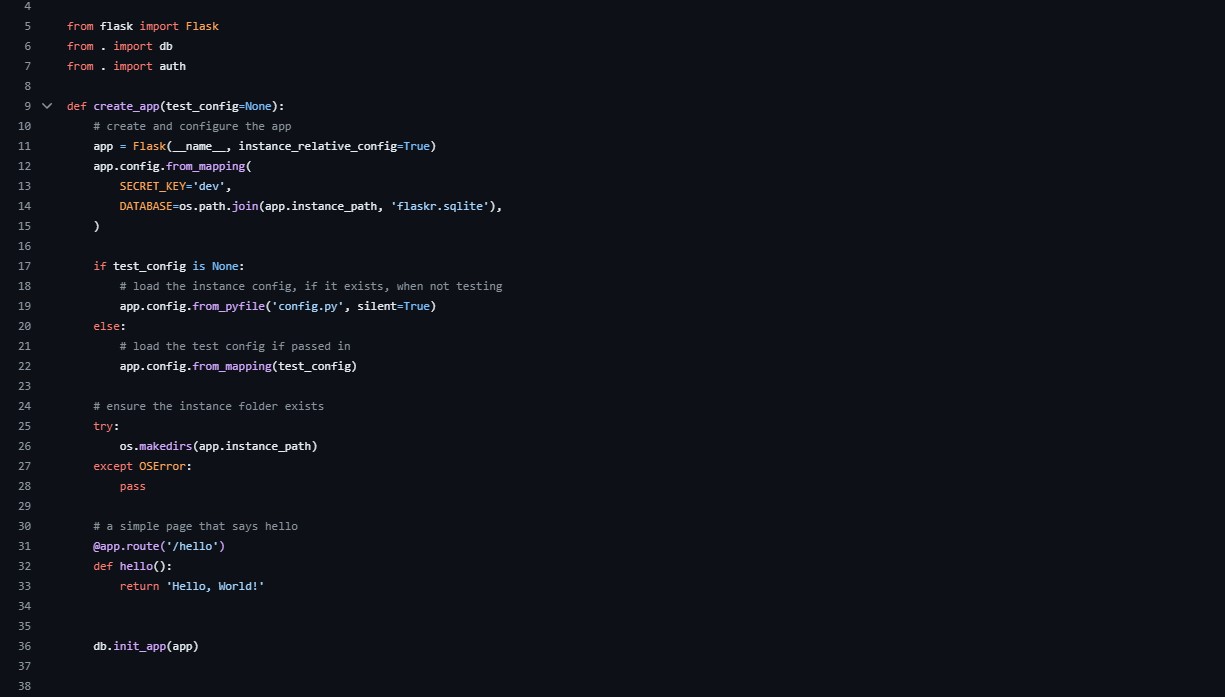 4
5 from flask import Flask
6 from . import db
7 from . import auth
8
9 def create_app(test_config=None):
10     # create and configure the app
11     app = Flask(__name__, instance_relative_config=True)
12     app.config.from_mapping(
13         SECRET_KEY='dev',
14         DATABASE=os.path.join(app.instance_path, 'flaskr.sqlite'),
15     )
16
17     if test_config is None:
18         # load the instance config, if it exists, when not testing
19         app.config.from_pyfile('config.py', silent=True)
20     else:
21         # load the test config if passed in
22         app.config.from_mapping(test_config)
23
24     # ensure the instance folder exists
25     try:
26         os.makedirs(app.instance_path)
27     except OSError:
28         pass
29
30     # a simple page that says hello
31     @app.route('/hello')
32     def hello():
33         return 'Hello, World!'
34
35
36     db.init_app(app)
37
38